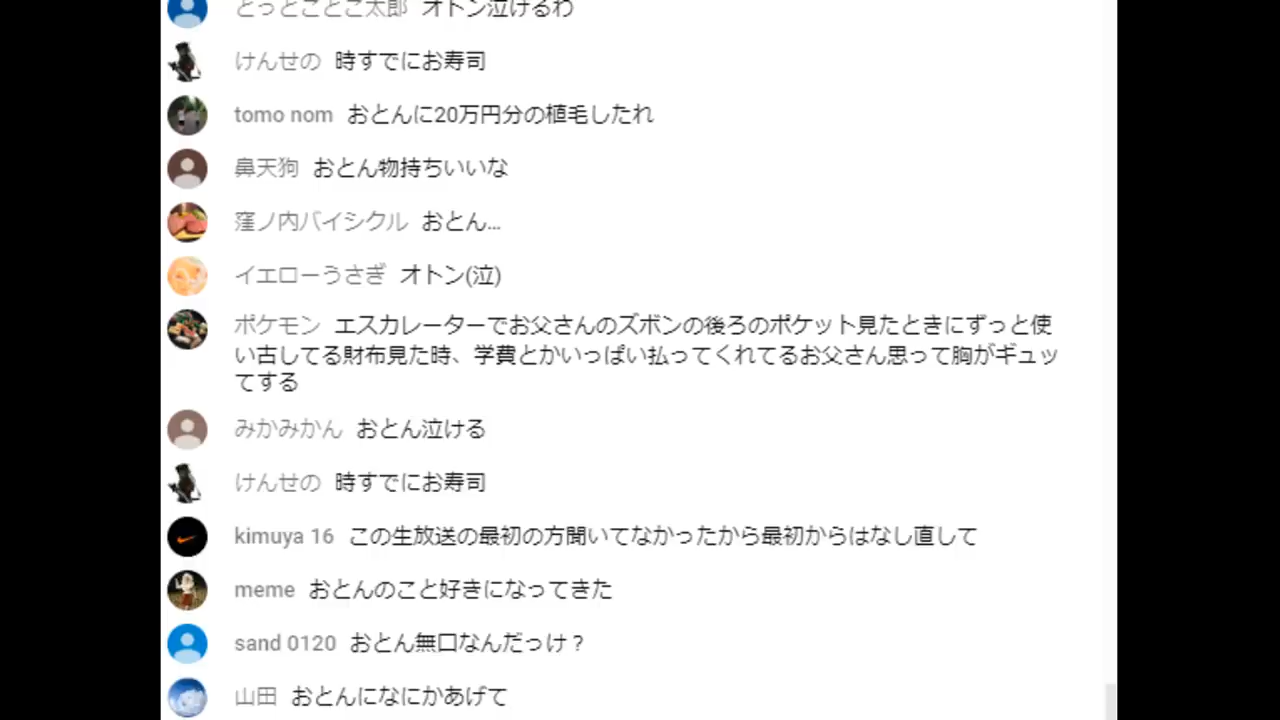 とっとことこ太郎 オトン泣けるわ
けんせの 時すでにお寿司
tomo nom おとんに20万円分の植毛したれ
鼻天狗 おとん物持ちいいな
窪ノ内バイシクル おとん...
イエローうさぎ オトン(泣)
ポケモン エスカレーターでお父さんのズボンの後ろのポケット見たときにずっと使
い古してる財布見た時、学費とかいっぱい払ってくれてるお父さん思って胸がギュッ
てする
みかみかん おとん泣ける
けんせの 時すでにお寿司
kimuya 16 この生放送の最初の方聞いてなかったから最初からはなし直して
meme おとんのこと好きになってきた
sand 0120 おとん無口なんだっけ？
山田 おとんになにかあげて